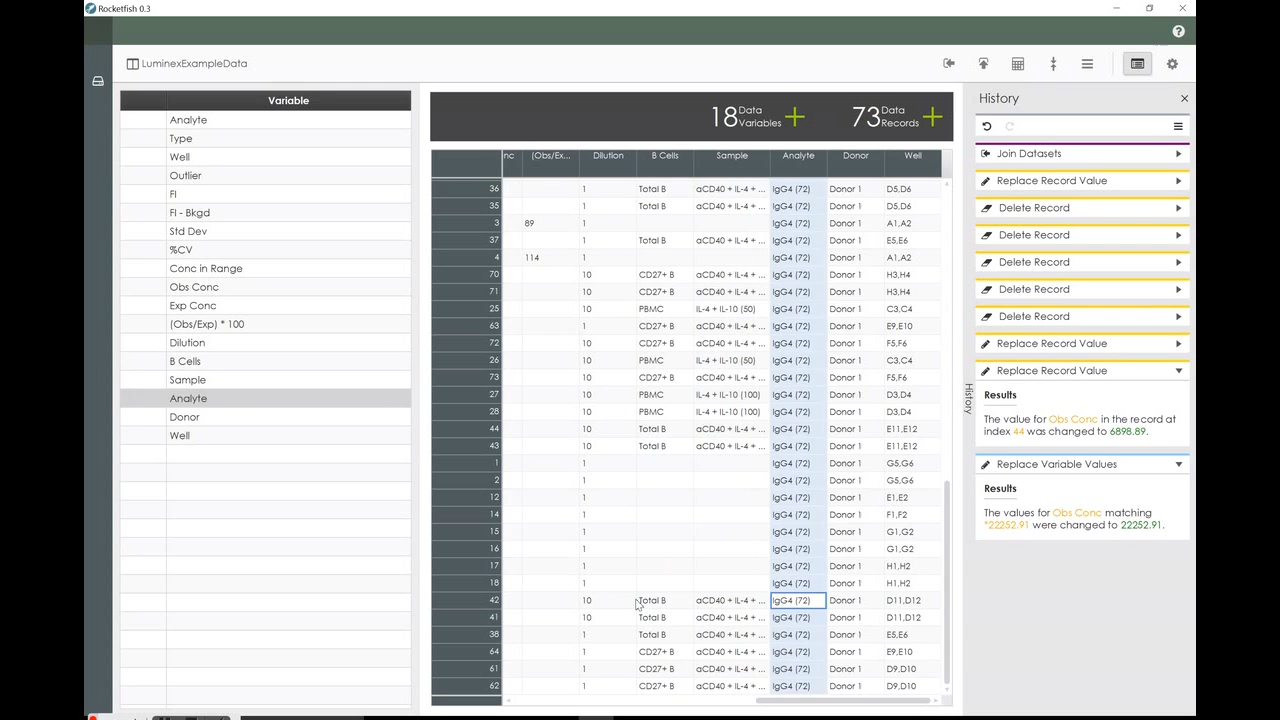 Rocketfish 0.3
LuminexExampleData
Variable
Analyte
Type
Well
Outlier
FI
FI - Bkgd
Std Dev
%CV
Conc in Range
Obs Conc
Exp Conc
(Obs/Exp) * 100
Dilution
B Cells
Sample
Analyte
Donor
Well
18 Data Variables 73 Data Records
nc (Obs/Ex... Dilution B Cells Sample Analyte Donor Well
36 1 Total B aCD40 + IL-4 + ... IgG4 (72) Donor 1 D5,D6
35 1 Total B aCD40 + IL-4 + ... IgG4 (72) Donor 1 D5,D6
3 89 1 IgG4 (72) Donor 1 A1,A2
37 1 Total B aCD40 + IL-4 + ... IgG4 (72) Donor 1 E5,E6
4 114 1 IgG4 (72) Donor 1 A1,A2
70 10 CD27+ B aCD40 + IL-4 + ... IgG4 (72) Donor 1 H3,H4
71 10 CD27+ B aCD40 + IL-4 + ... IgG4 (72) Donor 1 H3,H4
25 10 PBMC IL-4 + IL-10 (50) IgG4 (72) Donor 1 C3,C4
63 1 CD27+ B aCD40 + IL-4 + ... IgG4 (72) Donor 1 E9,E10
72 10 CD27+ B aCD40 + IL-4 + ... IgG4 (72) Donor 1 F5,F6
26 10 PBMC IL-4 + IL-10 (50) IgG4 (72) Donor 1 C3,C4
73 10 CD27+ B aCD40 + IL-4 + ... IgG4 (72) Donor 1 F5,F6
27 10 PBMC IL-4 + IL-10 (100) IgG4 (72) Donor 1 D3,D4
28 10 PBMC IL-4 + IL-10 (100) IgG4 (72) Donor 1 D3,D4
44 10 Total B aCD40 + IL-4 + ... IgG4 (72) Donor 1 E11,E12
43 10 Total B aCD40 + IL-4 + ... IgG4 (72) Donor 1 E11,E12
1 1 IgG4 (72) Donor 1 G5,G6
2 1 IgG4 (72) Donor 1 G5,G6
12 1 IgG4 (72) Donor 1 E1,E2
14 1 IgG4 (72) Donor 1 F1,F2
15 1 IgG4 (72) Donor 1 G1,G2
16 1 IgG4 (72) Donor 1 G1,G2
17 1 IgG4 (72) Donor 1 H1,H2
18 1 IgG4 (72) Donor 1 H1,H2
42 10 Total B aCD40 + IL-4 + ... IgG4 (72) Donor 1 D11,D12
41 10 Total B aCD40 + IL-4 + ... IgG4 (72) Donor 1 D11,D12
38 1 Total B aCD40 + IL-4 + ... IgG4 (72) Donor 1 E5,E6
64 1 CD27+ B aCD40 + IL-4 + ... IgG4 (72) Donor 1 E9,E10
61 1 CD27+ B aCD40 + IL-4 + ... IgG4 (72) Donor 1 D9,D10
62 1 CD27+ B aCD40 + IL-4 + ... IgG4 (72) Donor 1 D9,D10
History
History
Join Datasets
Replace Record Value
Delete Record
Delete Record
Delete Record
Delete Record
Delete Record
Replace Record Value
Replace Record Value
Results
The value for Obs Conc in the record at
index 44 was changed to 6898.89.
Replace Variable Values
Results
The values for Obs Conc matching
*22252.91 were changed to 22252.91.